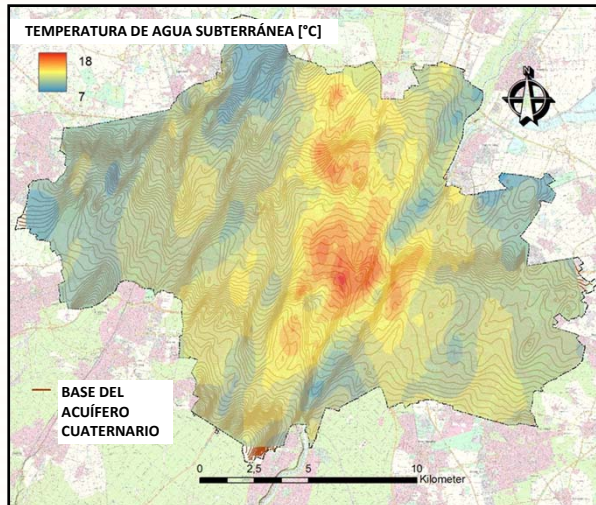 TEMPERATURA DE AGUA SUBTERRÁNEA [°C]
18
7
BASE DEL
ACUÍFERO
CUATERNARIO
0 2,5 5 10
Kilometer